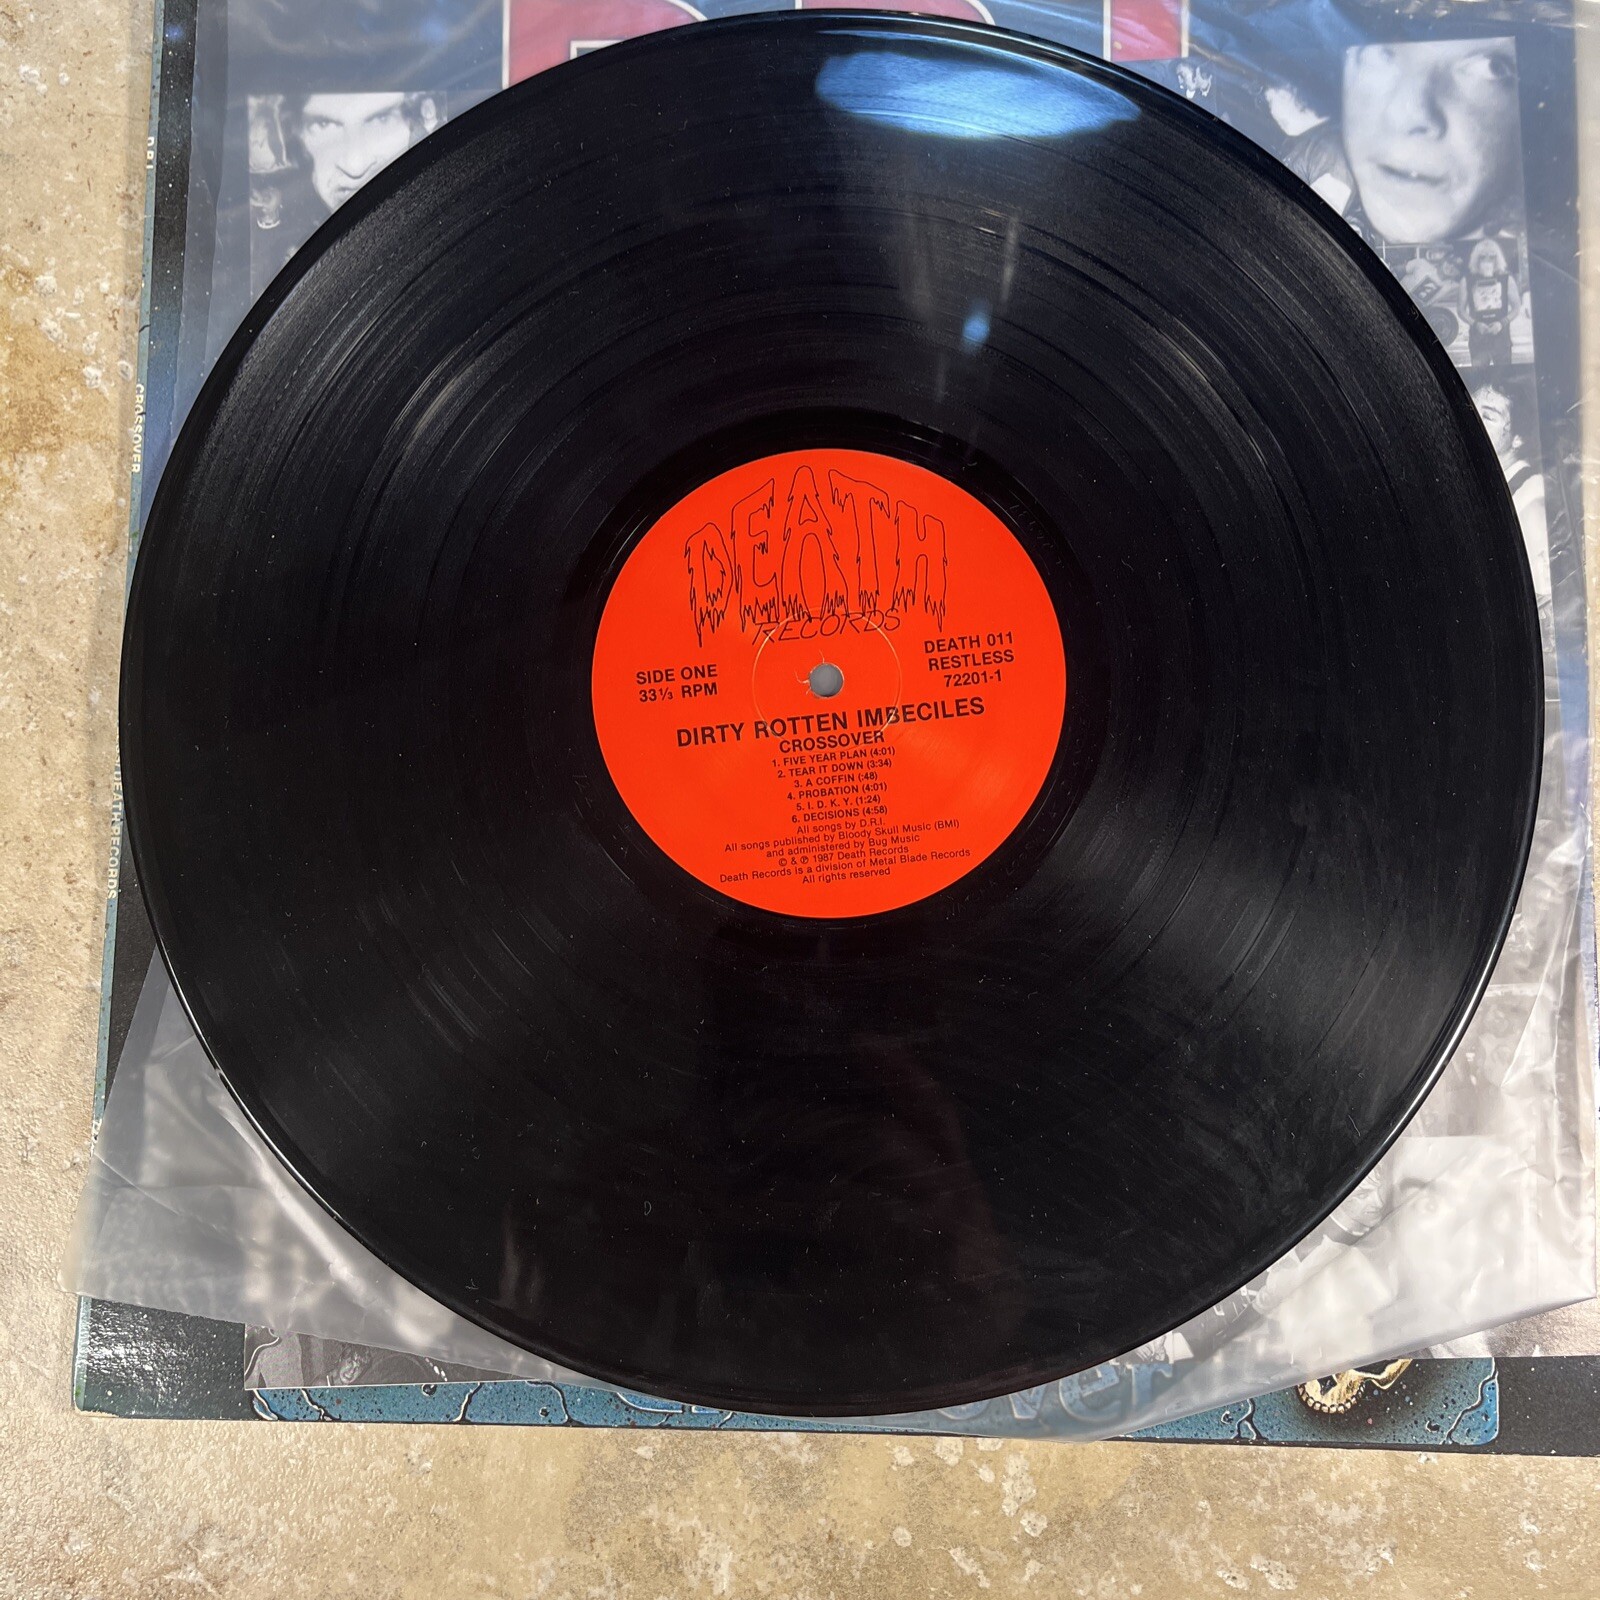 D.R.I.
DEATH
RECORDS
SIDE ONE
33⅓ RPM
DEATH 011
RESTLESS
72201-1
DIRTY ROTTEN IMBECILES
CROSSOVER
1. FIVE YEAR PLAN (4:01)
2. TEAR IT DOWN (3:34)
3. A COFFIN (:48)
4. PROBATION (4:01)
5. I. D. K. Y. (1:24)
6. DECISIONS (4:58)
All songs by D.R.I.
All songs published by Bloody Skull Music (BMI)
and administered by Bug Music
© & ℗ 1987 Death Records
Death Records is a division of Metal Blade Records
All rights reserved
CROSSOVER
DEATH RECORDS